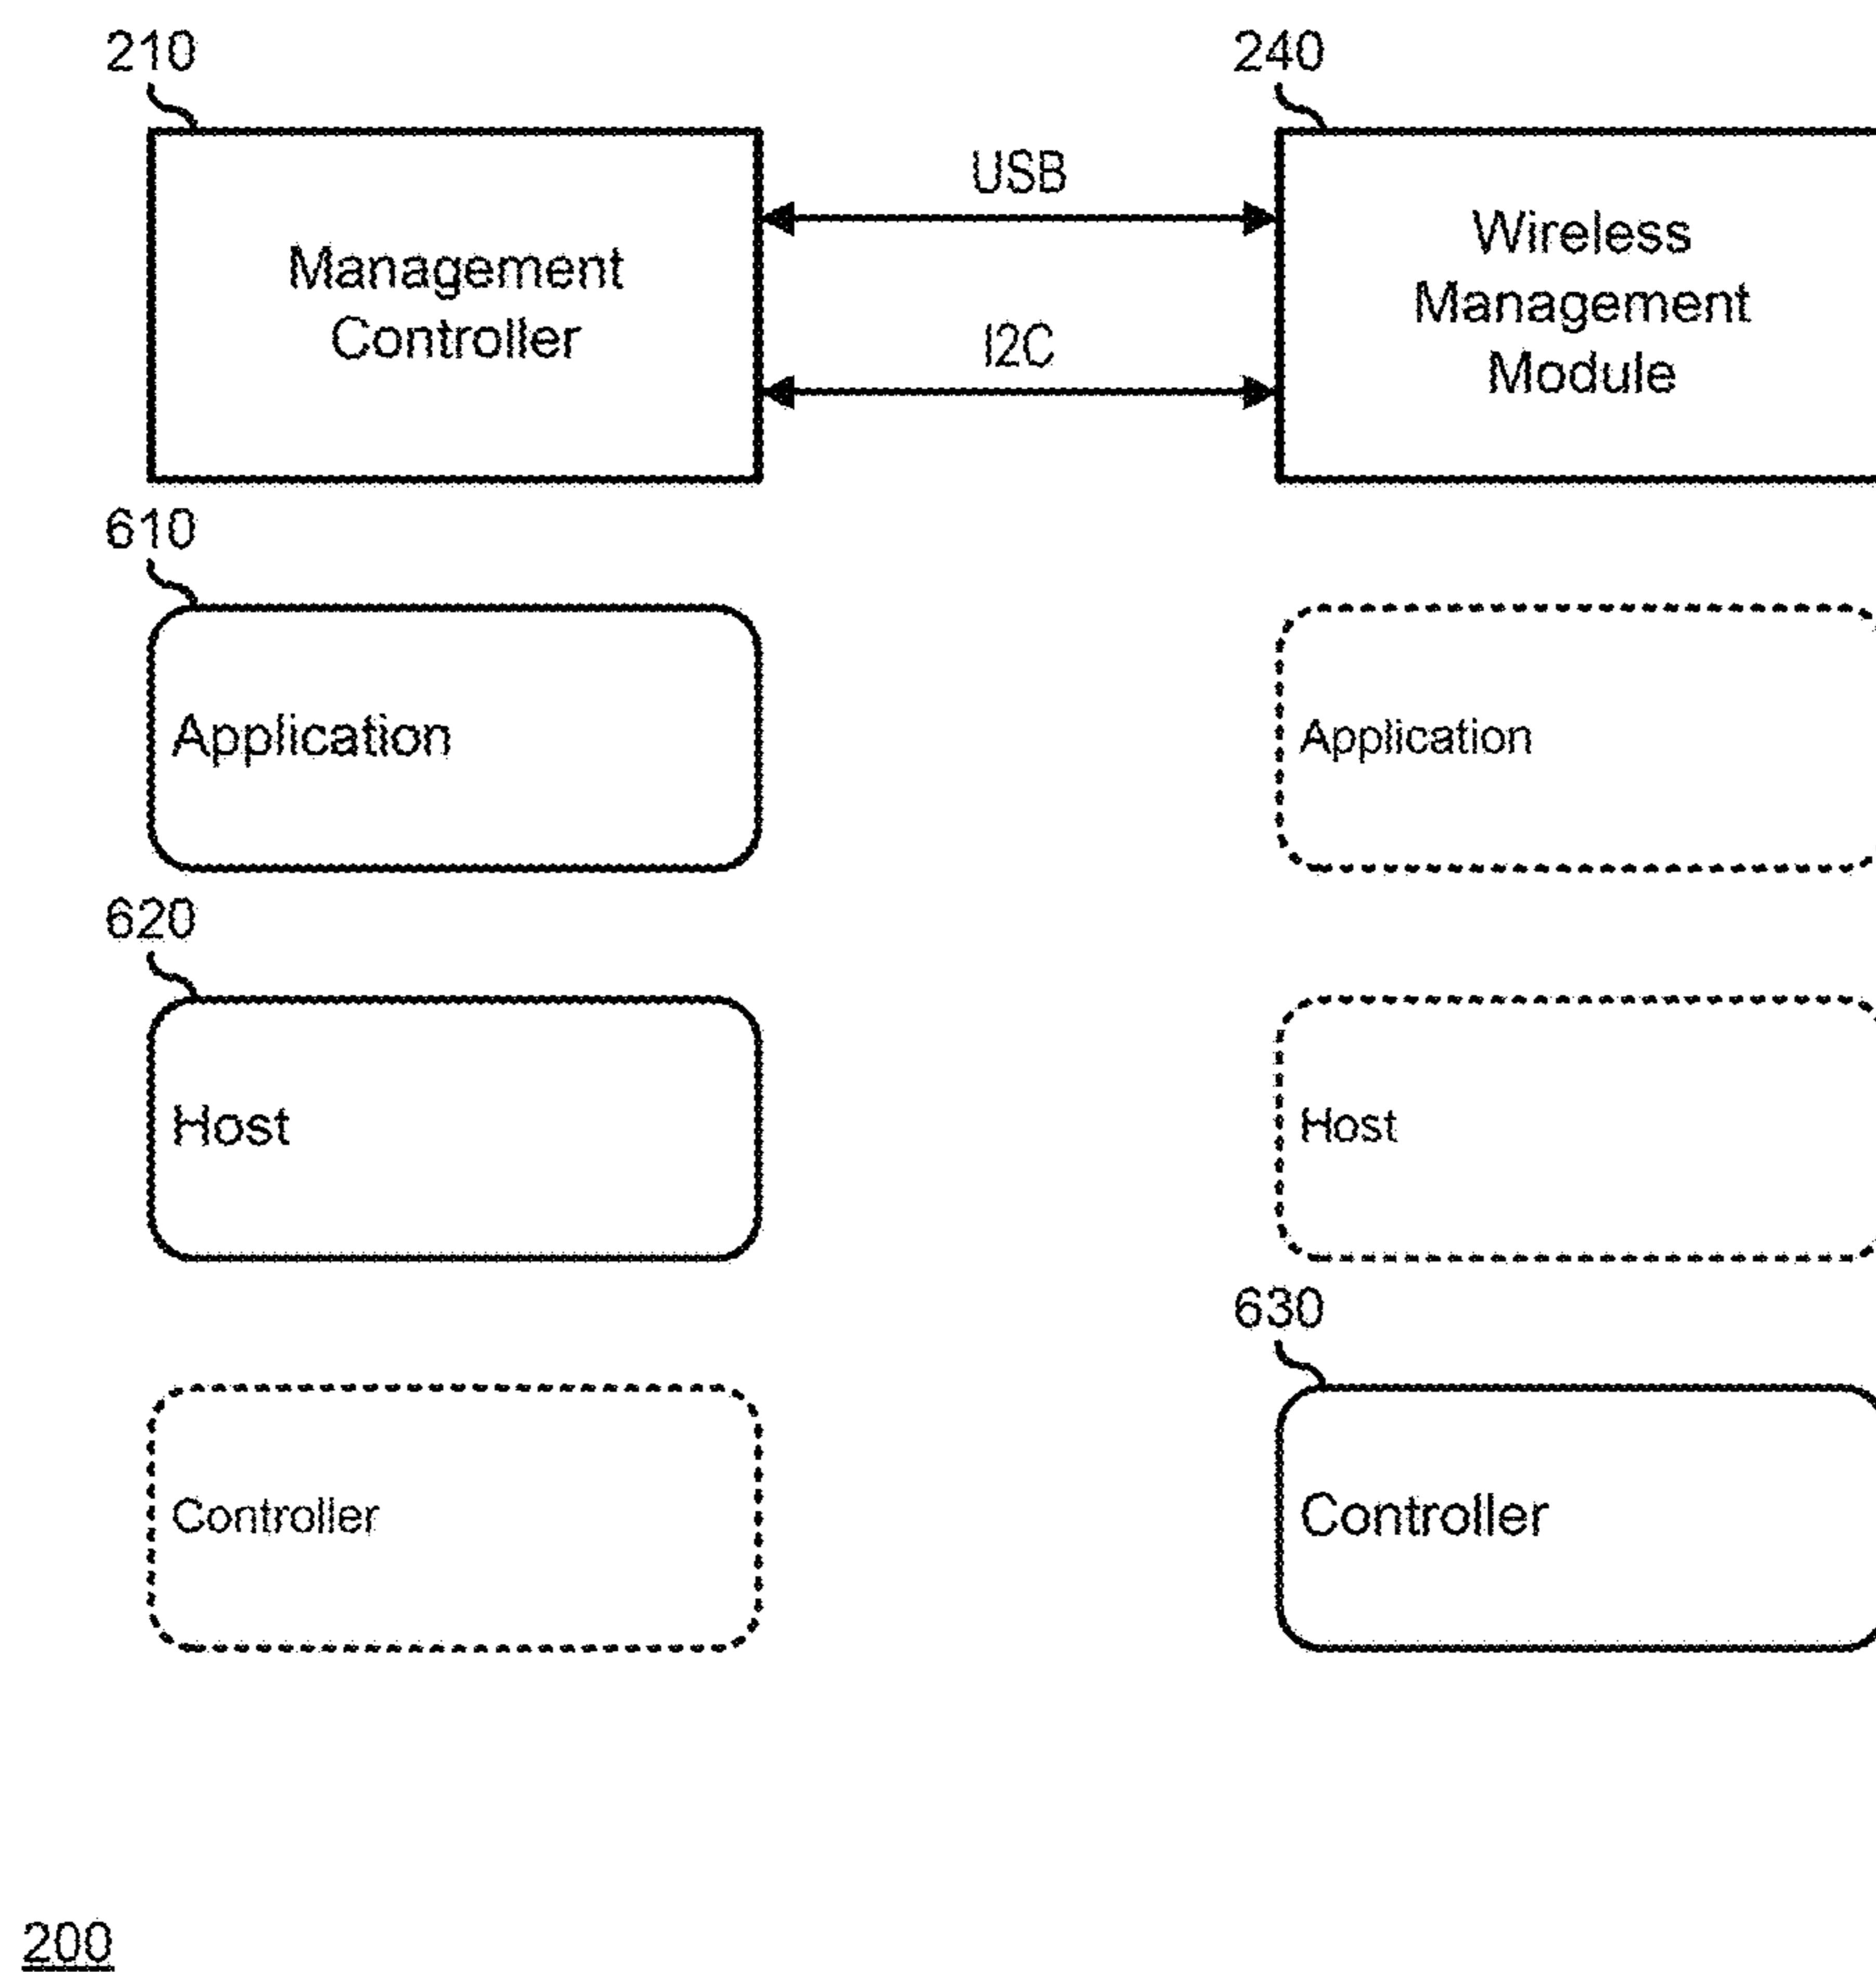 210
240
USB
Management
Controller
I2C
Wireless
Management
Module
610
Application
Application
620
Host
Host
630
Controller
Controller
200